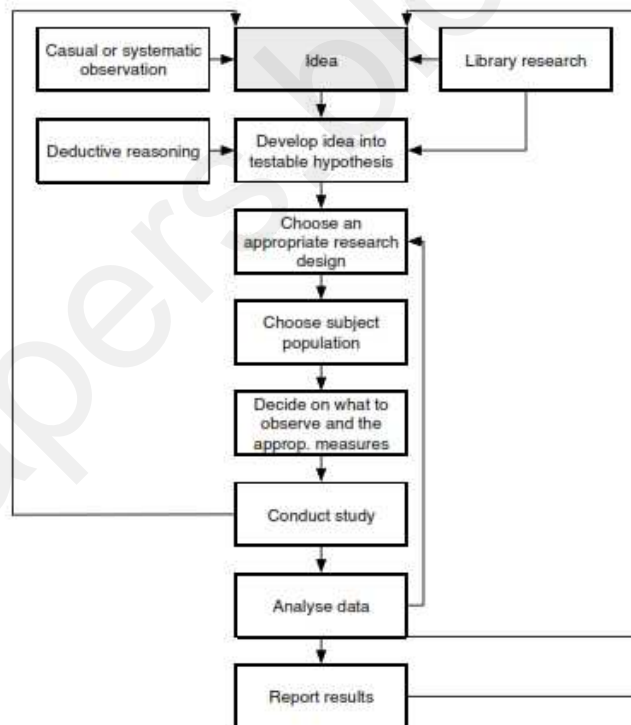 Casual or systematic
observation
Idea
Library research
Deductive reasoning
Develop idea into
testable hypothesis
Choose an
appropriate research
design
Choose subject
population
Decide on what to
observe and the
approp. measures
Conduct study
Analyse data
Report results